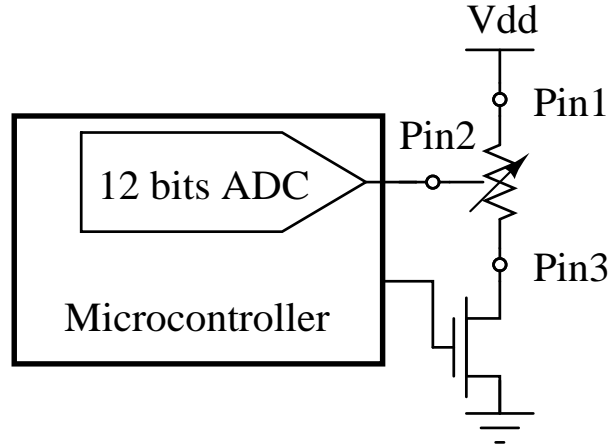 Vdd
Pin1
Pin2
12 bits ADC
Pin3
Microcontroller